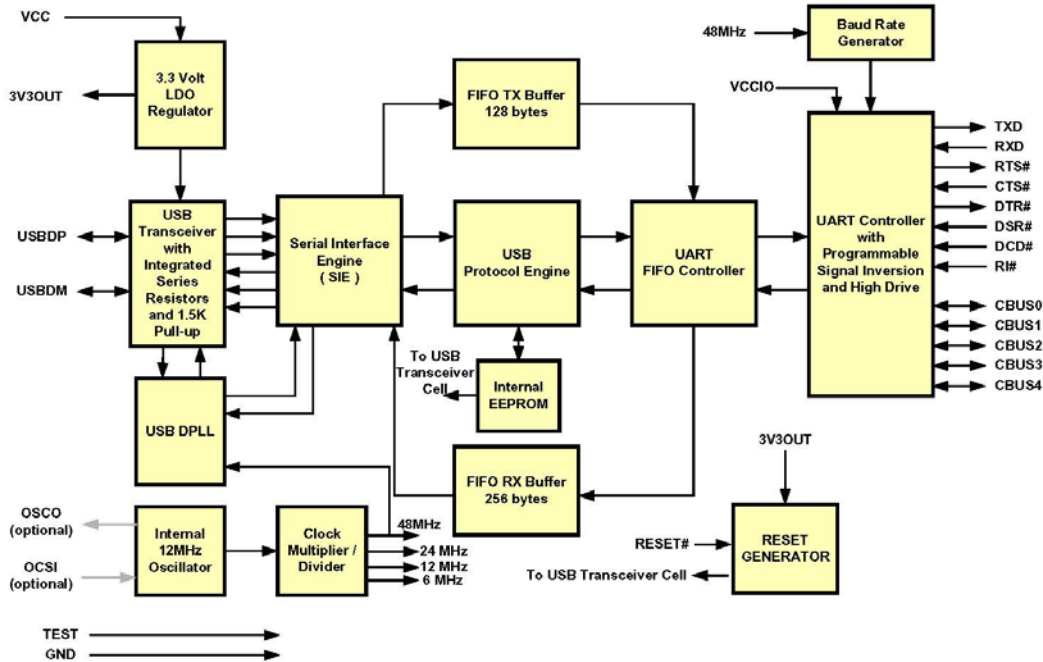 VCC
3V3OUT
3.3 Volt
LDO
Regulator
FIFO TX Buffer
128 bytes
48MHz
Baud Rate
Generator
VCCIO
USBDP
USBDM
USB
Transceiver
with
Integrated
Series
Resistors
and 1.5K
Pull-up
Serial Interface
Engine
( SIE )
USB
Protocol Engine
UART
FIFO Controller
UART Controller
with
Programmable
Signal Inversion
and High Drive
TXD
RXD
RTS#
CTS#
DTR#
DSR#
DCD#
RI#
CBUS0
CBUS1
CBUS2
CBUS3
CBUS4
To USB
Transceiver
Cell
Internal
EEPROM
USB DPLL
FIFO RX Buffer
256 bytes
3V3OUT
OSCO
(optional)
OCSI
(optional)
Internal
12MHz
Oscillator
Clock
Multiplier /
Divider
48MHz
24 MHz
12 MHz
6 MHz
RESET#
RESET
GENERATOR
To USB Transceiver Cell
TEST
GND